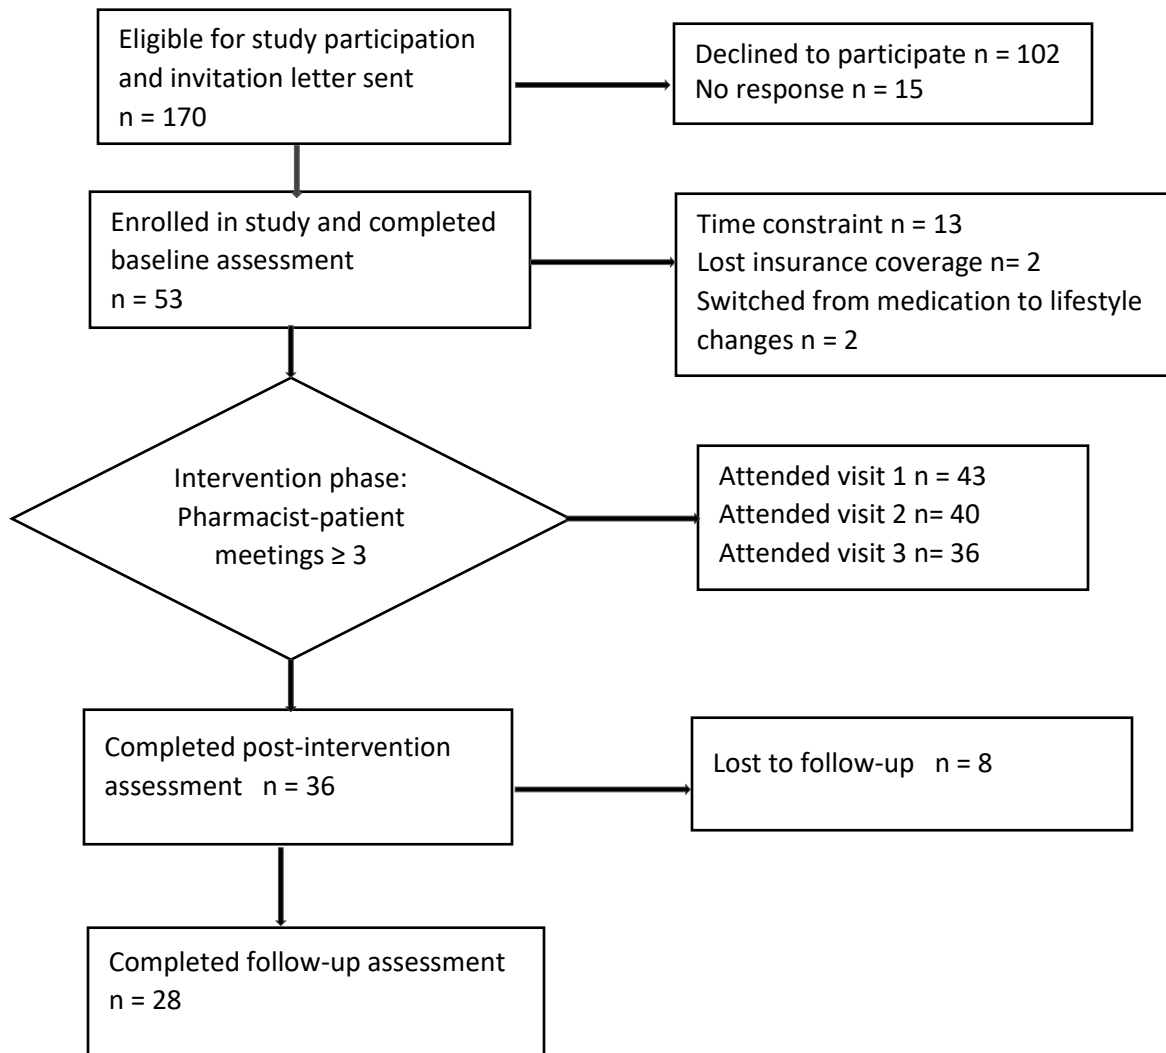 Eligible for study participation
and invitation letter sent
n = 170
Declined to participate n = 102
No response n = 15
Enrolled in study and completed
baseline assessment
n = 53
Time constraint n = 13
Lost insurance coverage n= 2
Switched from medication to lifestyle
changes n = 2
Intervention phase:
Pharmacist-patient
meetings ≥ 3
Attended visit 1 n = 43
Attended visit 2 n= 40
Attended visit 3 n= 36
Completed post-intervention
assessment n = 36
Lost to follow-up n = 8
Completed follow-up assessment
n = 28